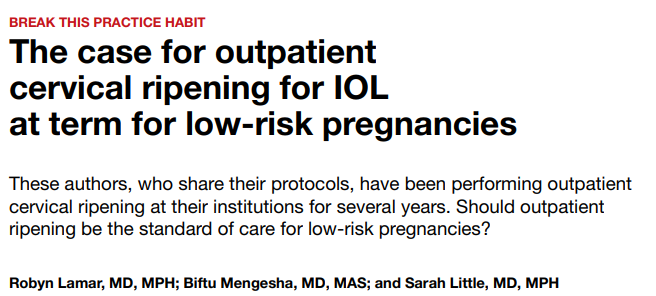 BREAK THIS PRACTICE HABIT
The case for outpatient
cervical ripening for IOL
at term for low-risk pregnancies
These authors, who share their protocols, have been performing outpatient
cervical ripening at their institutions for several years. Should outpatient
ripening be the standard of care for low-risk pregnancies?
Robyn Lamar, MD, MPH; Biftu Mengesha, MD, MAS; and Sarah Little, MD, MPH